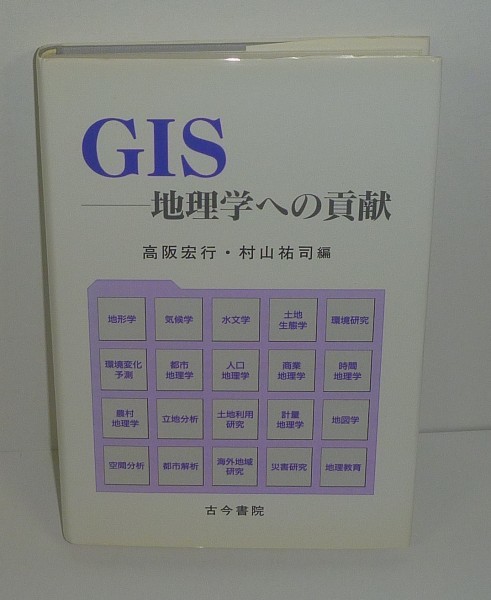 GIS
——地理学への貢献
高阪宏行・村山祐司編
地形学
気候学
水文学
土地
生態学
環境研究
環境変化
予測
都市
地理学
人口
地理学
商業
地理学
時間
地理学
農村
地理学
立地分析
土地利用
研究
計量
地理学
地図学
空間分析
都市解析
海外地域
研究
災害研究
地理教育
古今書院